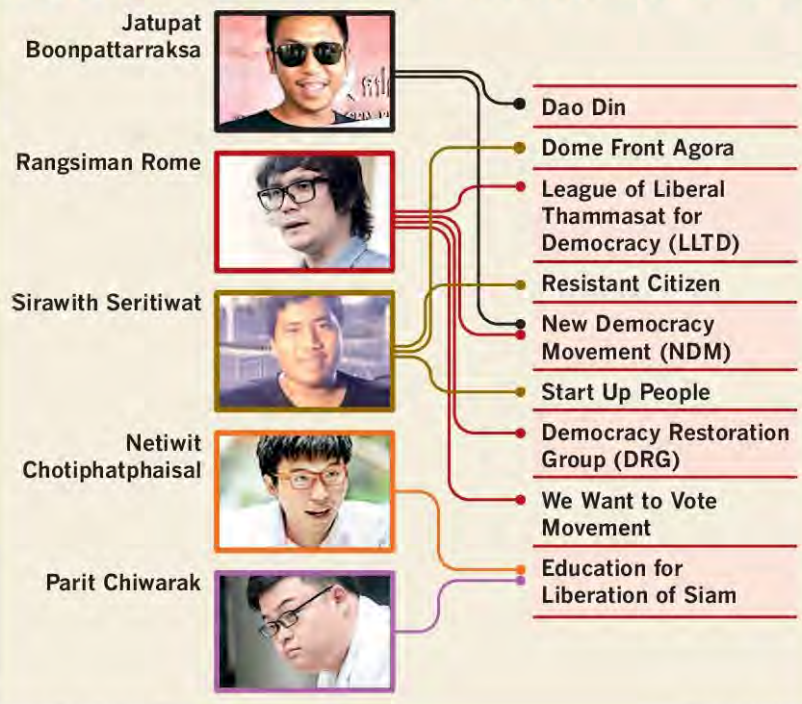 Jatupat
Boonpattarraksa
Rangsiman Rome
Sirawith Seritiwat
Netiwit
Chotiphatphaisal
Parit Chiwarak
Dao Din
Dome Front Agora
League of Liberal
Thammasat for
Democracy (LLTD)
Resistant Citizen
New Democracy
Movement (NDM)
Start Up People
Democracy Restoration
Group (DRG)
We Want to Vote
Movement
Education for
Liberation of Siam